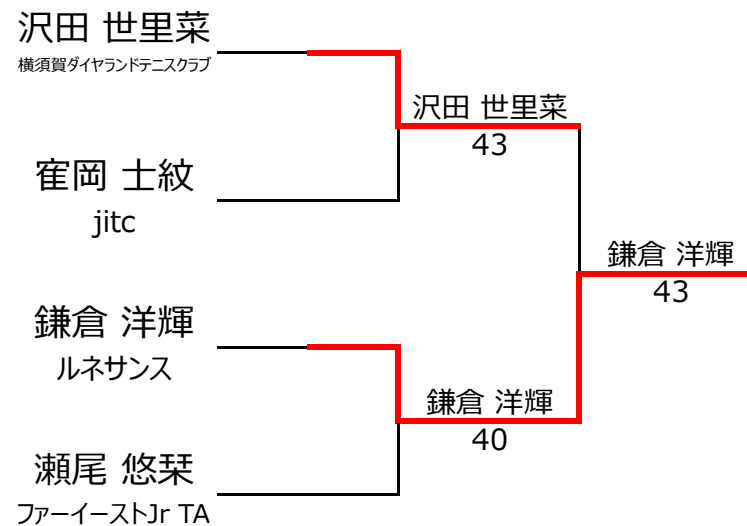 沢田 世里菜
横須賀ダイヤランドテニスクラブ
沢田 世里菜
43
寉岡 士紋
jitc
鎌倉 洋輝
43
鎌倉 洋輝
ルネサンス
鎌倉 洋輝
40
瀬尾 悠栞
ファーイーストJr TA